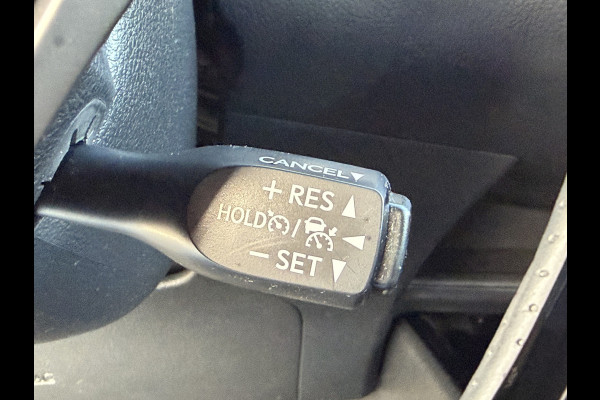 CANCEL▼
+ RES ▲
HOLD / ◀
− SET ▼